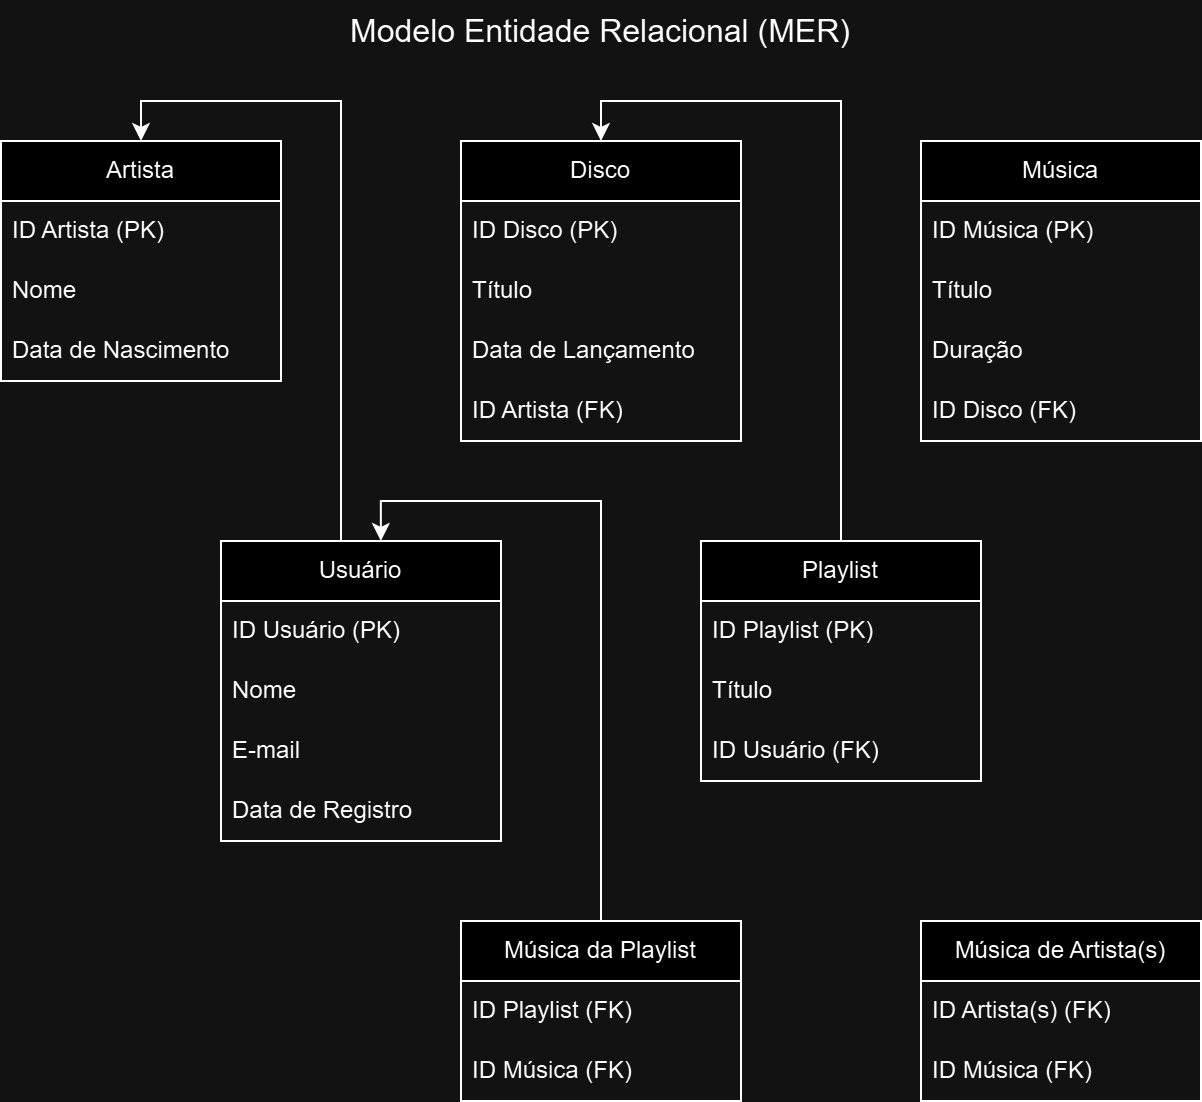 Modelo Entidade Relacional (MER)
Artista
ID Artista (PK)
Nome
Data de Nascimento
Disco
ID Disco (PK)
Título
Data de Lançamento
ID Artista (FK)
Música
ID Música (PK)
Título
Duração
ID Disco (FK)
Usuário
ID Usuário (PK)
Nome
E-mail
Data de Registro
Playlist
ID Playlist (PK)
Título
ID Usuário (FK)
Música da Playlist
ID Playlist (FK)
ID Música (FK)
Música de Artista(s)
ID Artista(s) (FK)
ID Música (FK)